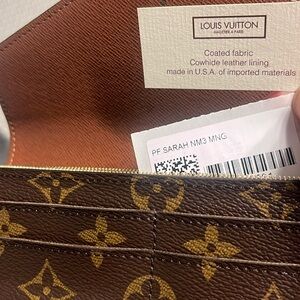 LOUIS VUITTON
MALLETIER A PARIS
Coated fabric
Cowhide leather lining
made in U.S.A. of imported materials
PF SARAH NM3 MNG